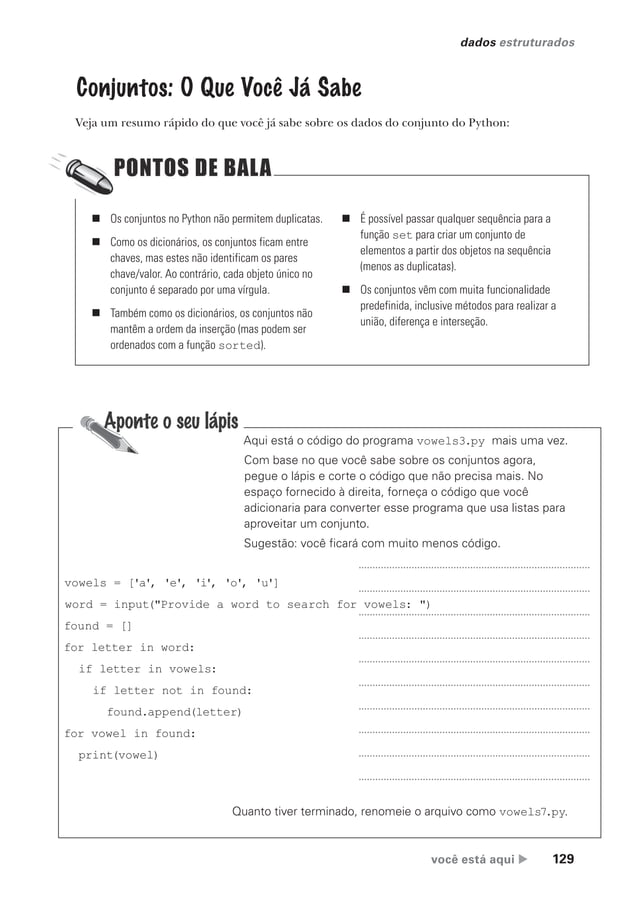 dados estruturados
Conjuntos: O Que Você Já Sabe
Veja um resumo rápido do que você já sabe sobre os dados do conjunto do Python:
PONTOS DE BALA
■ Os conjuntos no Python não permitem duplicatas.
■ Como os dicionários, os conjuntos ficam entre
chaves, mas estes não identificam os pares
chave/valor. Ao contrário, cada objeto único no
conjunto é separado por uma vírgula.
■ Também como os dicionários, os conjuntos não
mantêm a ordem da inserção (mas podem ser
ordenados com a função sorted).
■ É possível passar qualquer sequência para a
função set para criar um conjunto de
elementos a partir dos objetos na sequência
(menos as duplicatas).
■ Os conjuntos vêm com muita funcionalidade
predefinida, inclusive métodos para realizar a
união, diferença e interseção.
Aponte o seu lápis
Aqui está o código do programa vowels3.py mais uma vez.
Com base no que você sabe sobre os conjuntos agora,
pegue o lápis e corte o código que não precisa mais. No
espaço fornecido à direita, forneça o código que você
adicionaria para converter esse programa que usa listas para
aproveitar um conjunto.
Sugestão: você ficará com muito menos código.
vowels = ['a', 'e', 'i', 'o', 'u']
word = input("Provide a word to search for vowels: ")
found = []
for letter in word:
if letter in vowels:
if letter not in found:
found.append(letter)
for vowel in found:
print(vowel)
Quanto tiver terminado, renomeie o arquivo como vowels7.py.
você está aqui ▶ 129